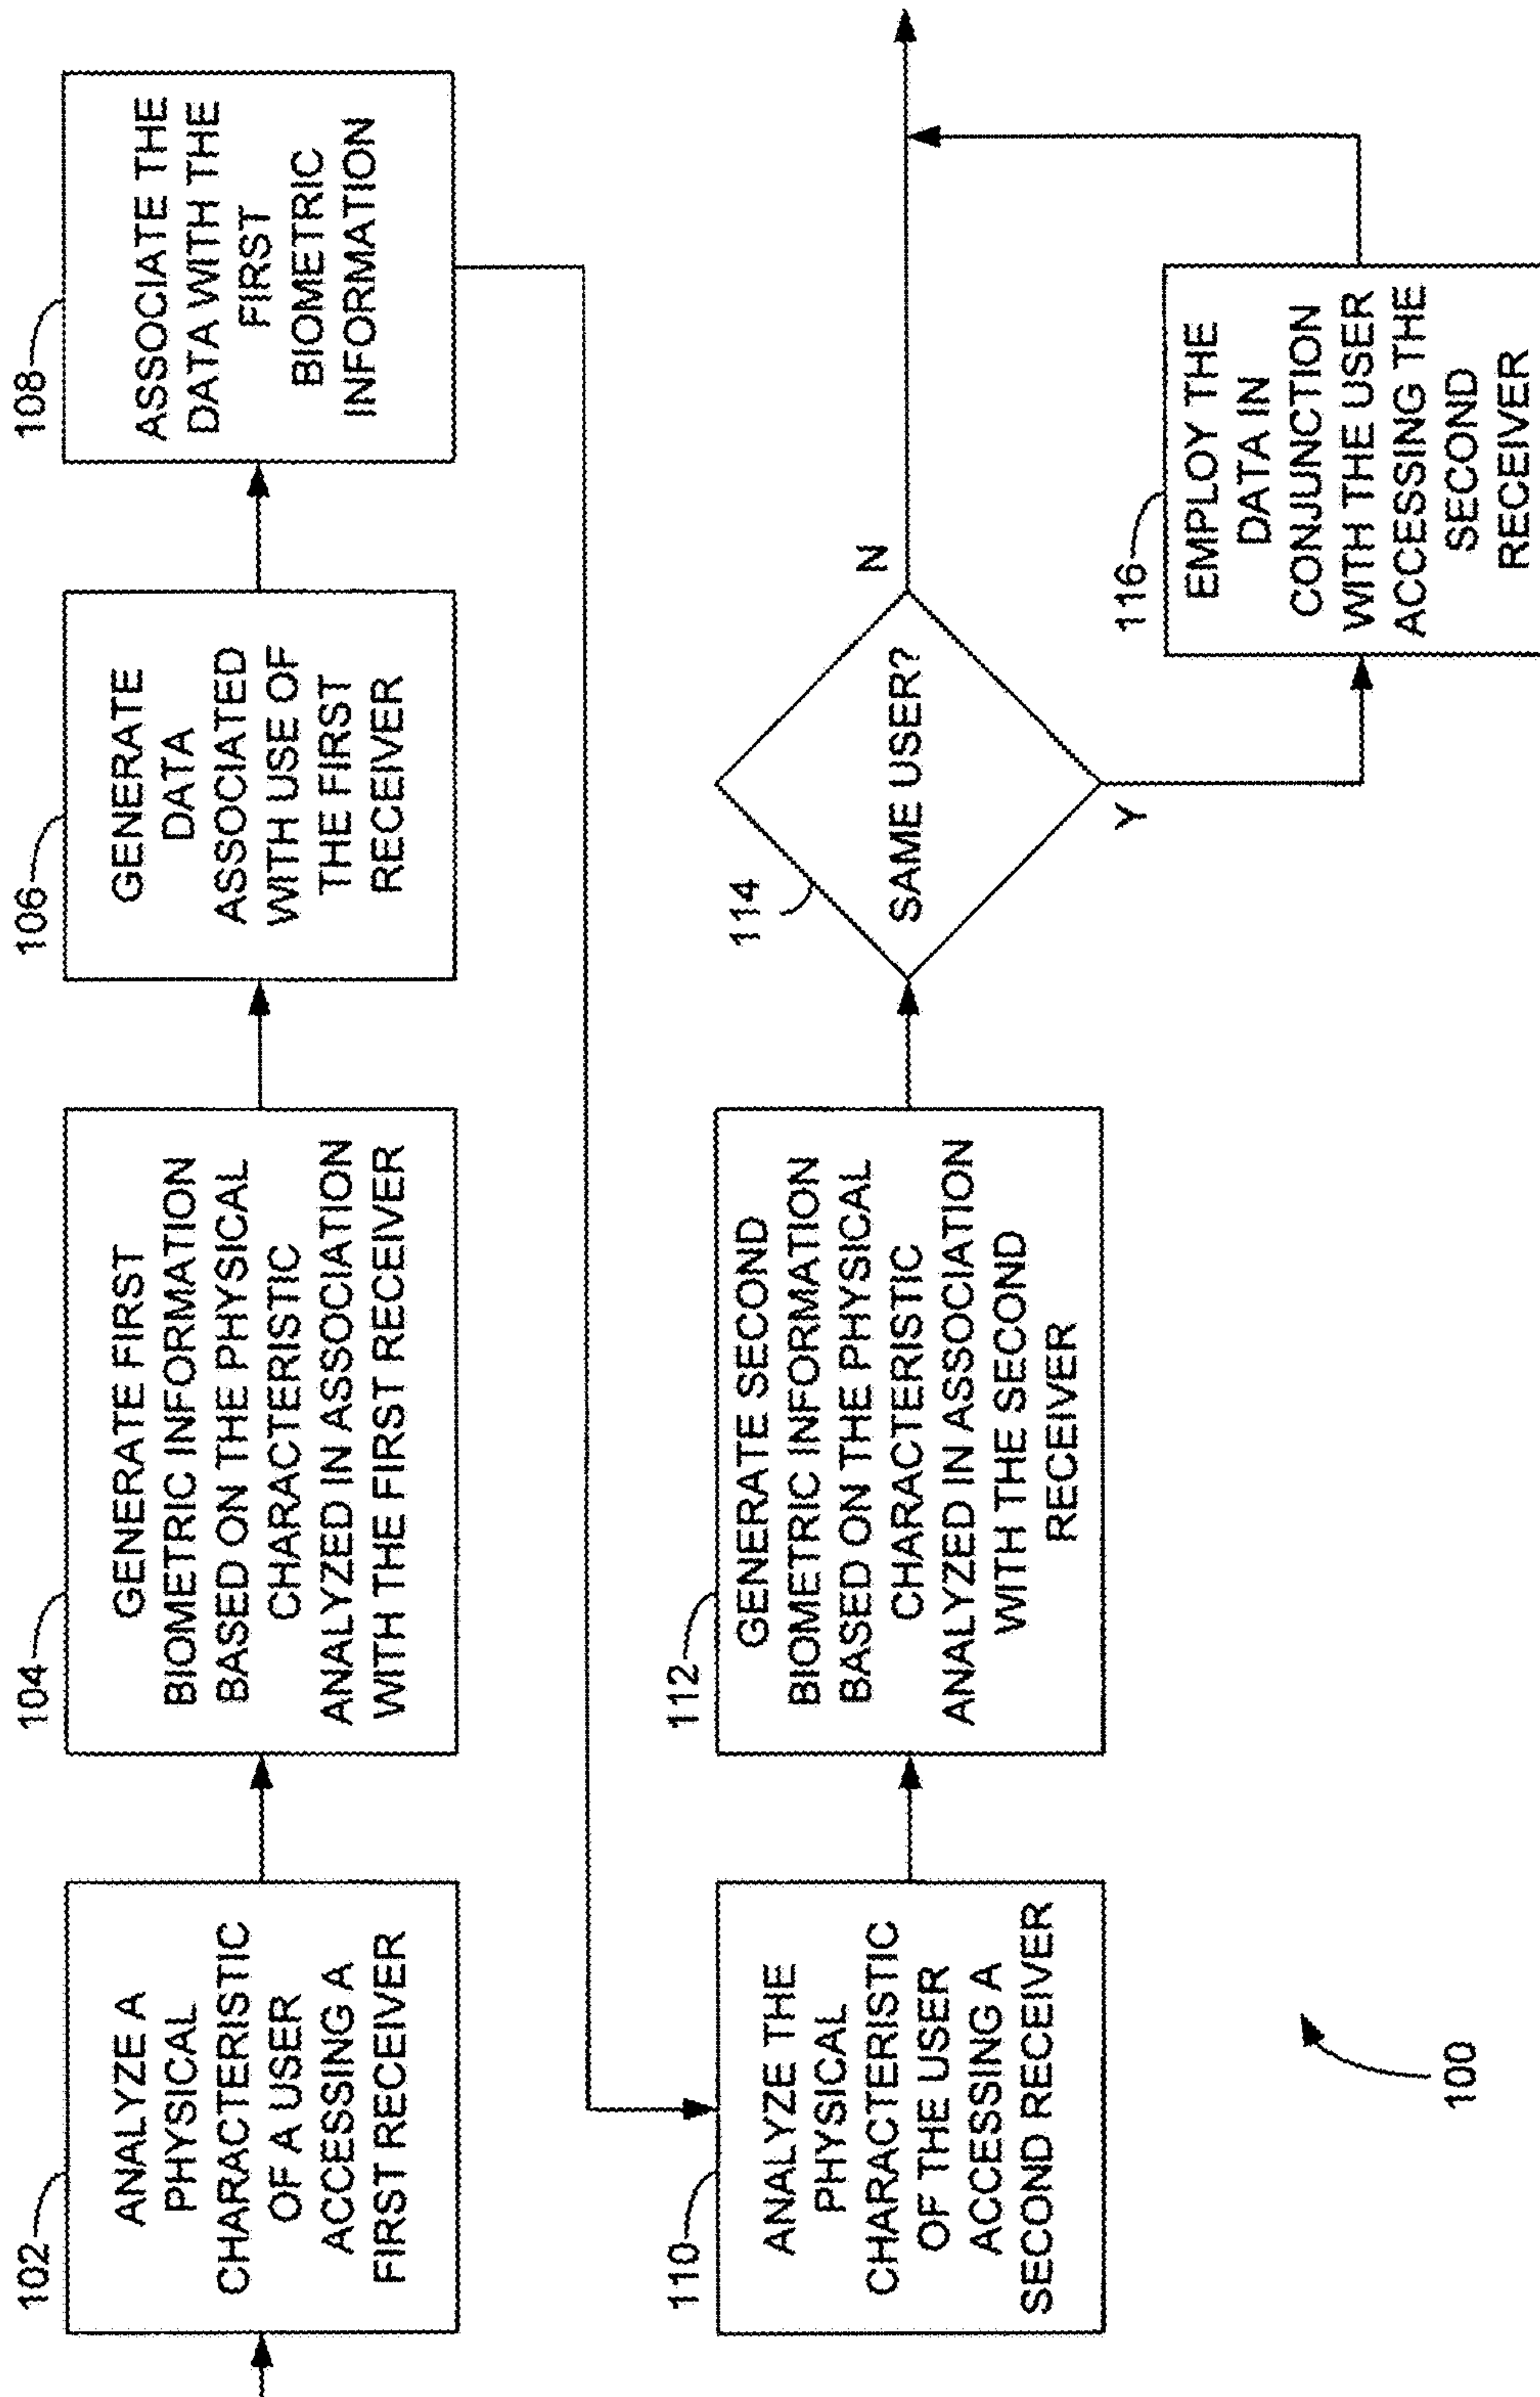 102
ANALYZE A
PHYSICAL
CHARACTERISTIC
OF A USER
ACCESSING A
FIRST RECEIVER
104
GENERATE FIRST
BIOMETRIC INFORMATION
BASED ON THE PHYSICAL
CHARACTERISTIC
ANALYZED IN ASSOCIATION
WITH THE FIRST RECEIVER
106
GENERATE
DATA
ASSOCIATED
WITH USE OF
THE FIRST
RECEIVER
108
ASSOCIATE THE
DATA WITH THE
FIRST
BIOMETRIC
INFORMATION
110
ANALYZE THE
PHYSICAL
CHARACTERISTIC
OF THE USER
ACCESSING A
SECOND RECEIVER
112
GENERATE SECOND
BIOMETRIC INFORMATION
BASED ON THE PHYSICAL
CHARACTERISTIC
ANALYZED IN ASSOCIATION
WITH THE SECOND
RECEIVER
114
SAME USER?
N
Y
116
EMPLOY THE
DATA IN
CONJUNCTION
WITH THE USER
ACCESSING THE
SECOND
RECEIVER
100